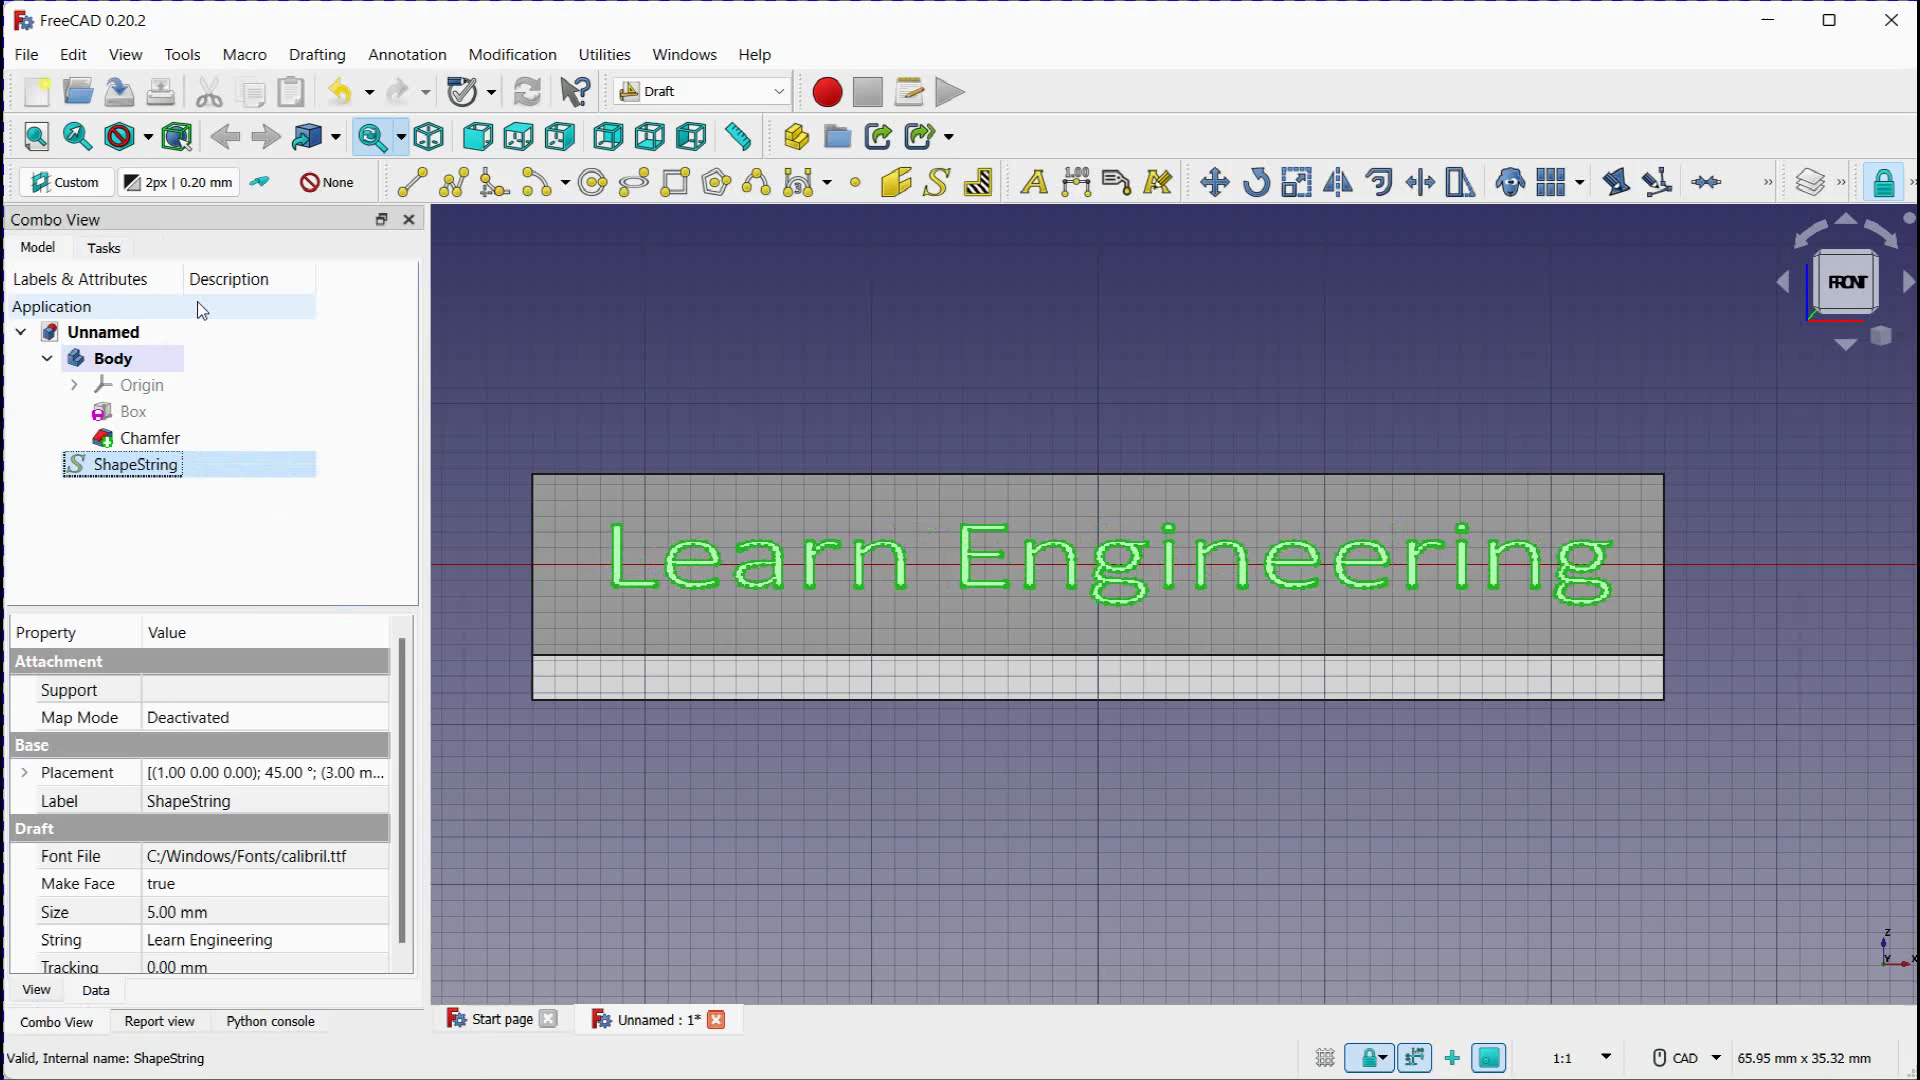 FreeCAD 0.20.2
File Edit View Tools Macro Drafting Annotation Modification Utilities Windows Help
Draft
Custom 2px | 0.20 mm None
1.00
Combo View
Model Tasks
Labels & Attributes Description
Application
Unnamed
Body
Origin
Box
Chamfer
ShapeString
FRONT
Learn Engineering
Property Value
Attachment
Support
Map Mode Deactivated
Base
Placement [(1.00 0.00 0.00); 45.00 °; (3.00 m...
Label ShapeString
Draft
Font File C:/Windows/Fonts/calibril.ttf
Make Face true
Size 5.00 mm
String Learn Engineering
Tracking 0.00 mm
Z
Y X
View Data
Combo View Report view Python console
Start page Unnamed : 1*
Valid, Internal name: ShapeString
1:1 CAD 65.95 mm x 35.32 mm